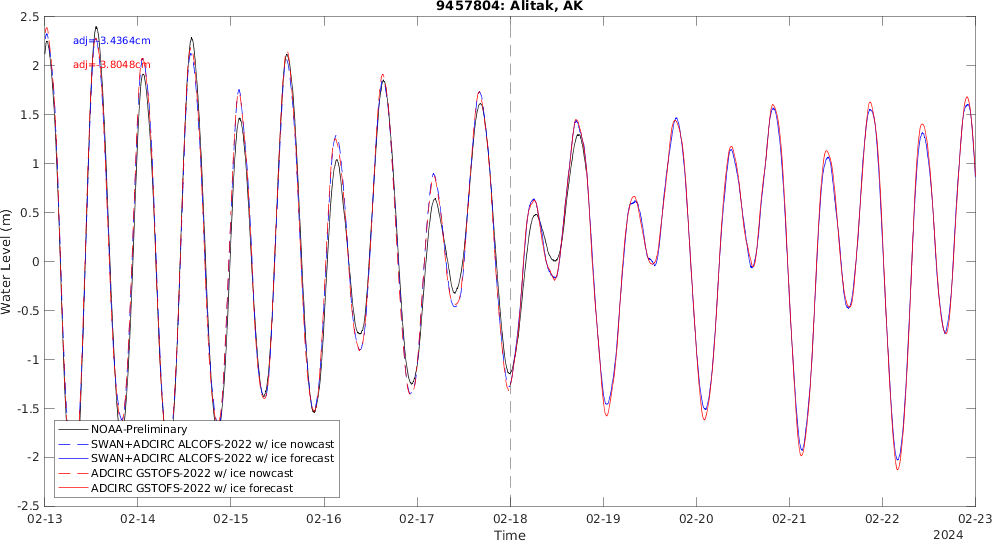 9457804: Alitak, AK
2.5
2
1.5
1
0.5
0
-0.5
-1
-1.5
-2
-2.5
Water Level (m)
adj=-3.4364cm
adj=-3.8048cm
NOAA-Preliminary
SWAN+ADCIRC ALCOFS-2022 w/ ice nowcast
SWAN+ADCIRC ALCOFS-2022 w/ ice forecast
ADCIRC GSTOFS-2022 w/ ice nowcast
ADCIRC GSTOFS-2022 w/ ice forecast
02-13 02-14 02-15 02-16 02-17 02-18 02-19 02-20 02-21 02-22 02-23
Time
2024